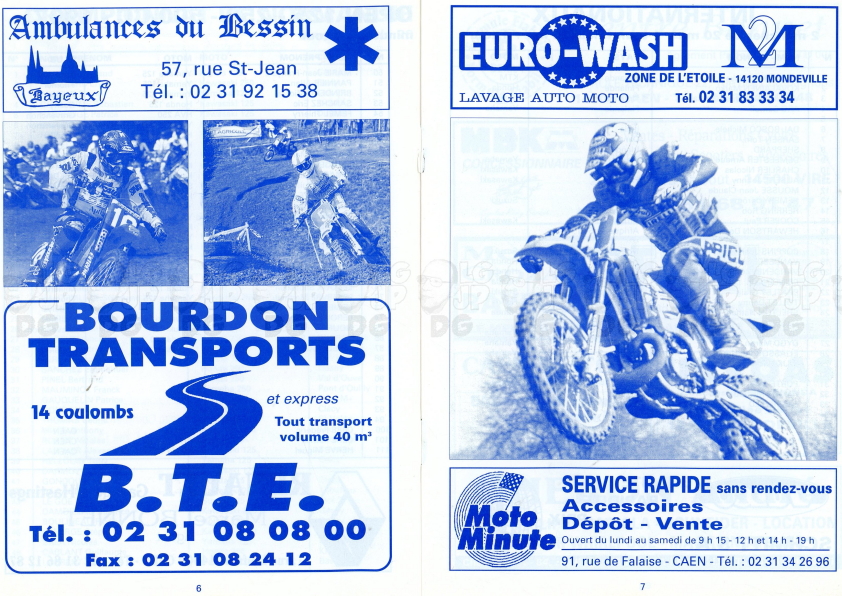 Ambulances du Bessin
Bayeux
57, rue St-Jean
Tél. : 02 31 92 15 38
BOURDON
TRANSPORTS
14 coulombs
et express
Tout transport
volume 40 m³
B.T.E.
Tél. : 02 31 08 08 00
Fax : 02 31 08 24 12
6
EURO-WASH
2M
ZONE DE L'ETOILE - 14120 MONDEVILLE
LAVAGE AUTO MOTO
Tél. 02 31 83 33 34
Moto
Minute
SERVICE RAPIDE sans rendez-vous
Accessoires
Dépôt - Vente
Ouvert du lundi au samedi de 9 h 15 - 12 h et 14 h - 19 h
91, rue de Falaise - CAEN - Tél. : 02 31 34 26 96
7